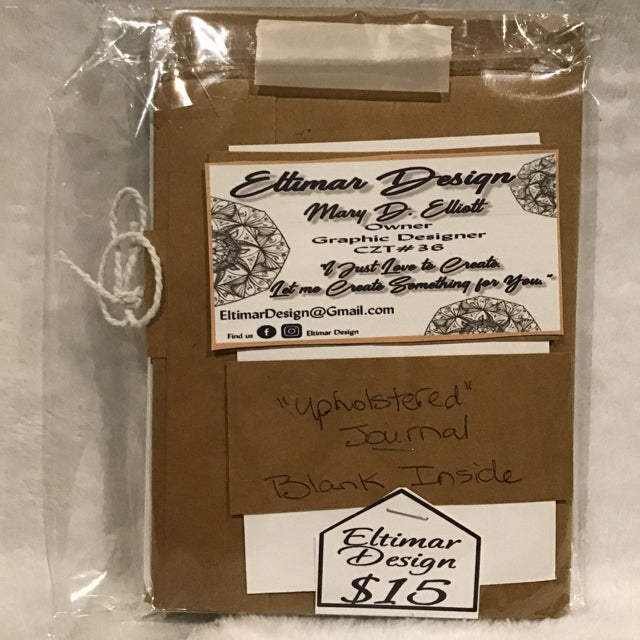 Eltimar Design
Mary D. Elliott
Owner
Graphic Designer
CZT# 36
"I Just Love to Create.
Let me Create Something for You."
EltimarDesign@Gmail.com
Find us f Eltimar Design
"Upholstered"
Journal
Blank Inside
Eltimar
Design
$15